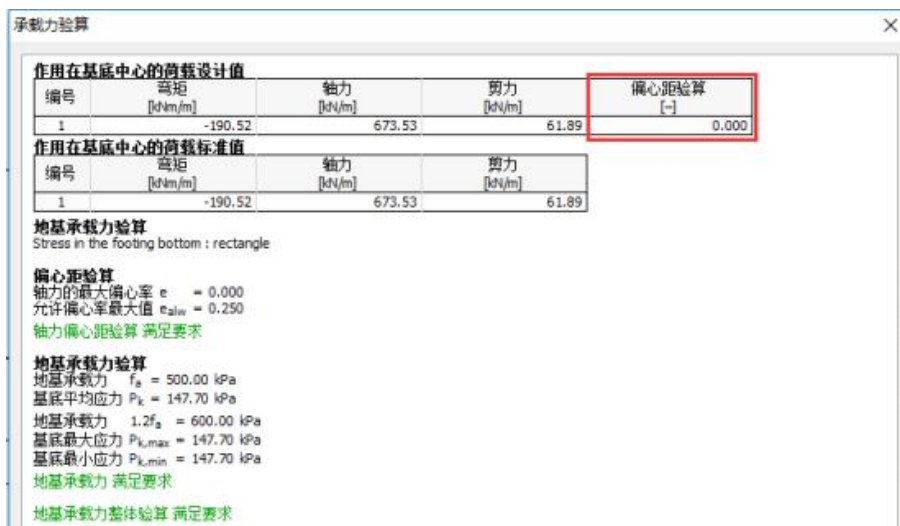 承载力验算
作用在基底中心的荷载设计值
编号 弯矩 轴力 剪力 偏心距验算
[kNm/m] [kN/m] [kN/m] [–]
1 -190.52 673.53 61.89 0.000
作用在基底中心的荷载标准值
编号 弯矩 轴力 剪力
[kNm/m] [kN/m] [kN/m]
1 -190.52 673.53 61.89
地基承载力验算
Stress in the footing bottom : rectangle
偏心距验算
轴力的最大偏心率 e = 0.000
允许偏心率最大值 ealw = 0.250
轴力偏心距验算 满足要求
地基承载力验算
地基承载力 fa = 500.00 kPa
基底平均应力 Pk = 147.70 kPa
地基承载力 1.2fa = 600.00 kPa
基底最大应力 Pk,max = 147.70 kPa
基底最小应力 Pk,min = 147.70 kPa
地基承载力 满足要求
地基承载力整体验算 满足要求